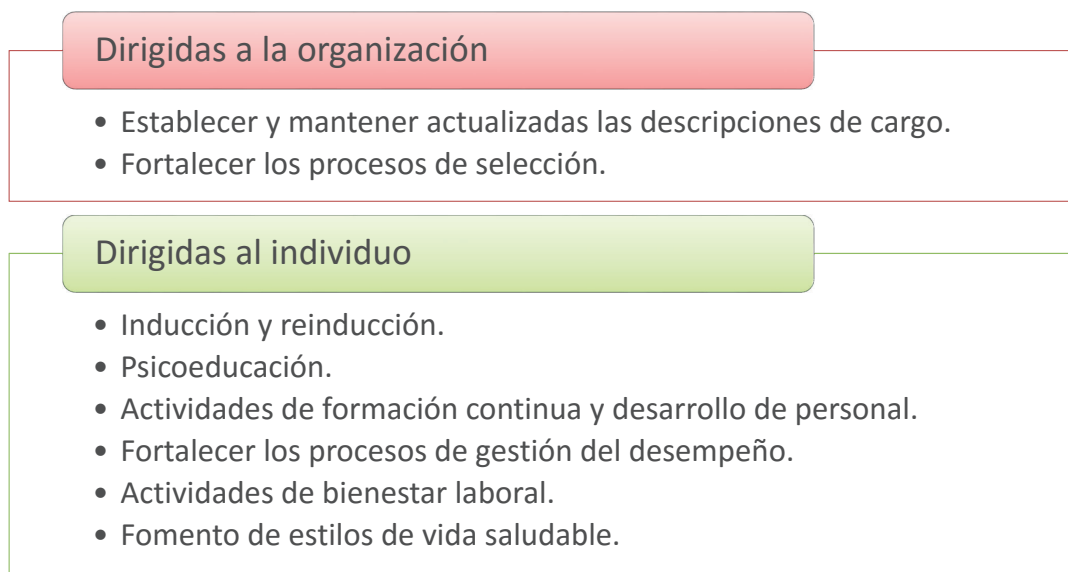 Dirigidas a la organización
• Establecer y mantener actualizadas las descripciones de cargo.
• Fortalecer los procesos de selección.
Dirigidas al individuo
• Inducción y reinducción.
• Psicoeducación.
• Actividades de formación continua y desarrollo de personal.
• Fortalecer los procesos de gestión del desempeño.
• Actividades de bienestar laboral.
• Fomento de estilos de vida saludable.